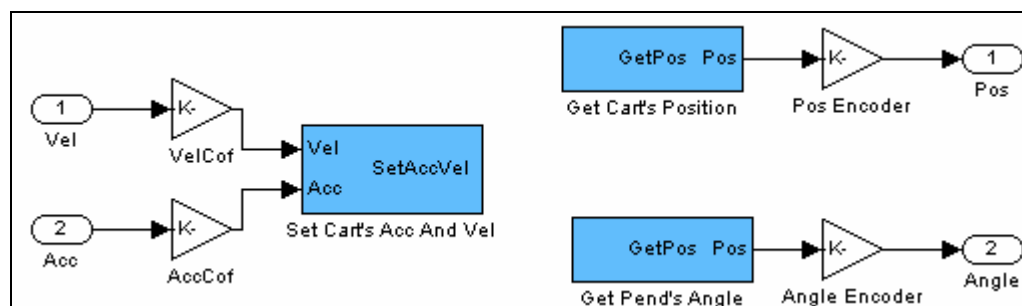 1
Vel
K-
VelCof
2
Acc
K-
AccCof
Vel
Acc
SetAccVel
Set Cart's Acc And Vel
GetPos Pos
Get Cart's Position
K-
Pos Encoder
1
Pos
GetPos Pos
Get Pend's Angle
K-
Angle Encoder
2
Angle